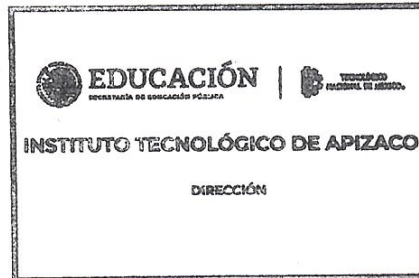 EDUCACIÓN
SECRETARÍA DE EDUCACIÓN PÚBLICA
TECNOLÓGICO
NACIONAL DE MÉXICO®
INSTITUTO TECNOLÓGICO DE APIZACO
DIRECCIÓN